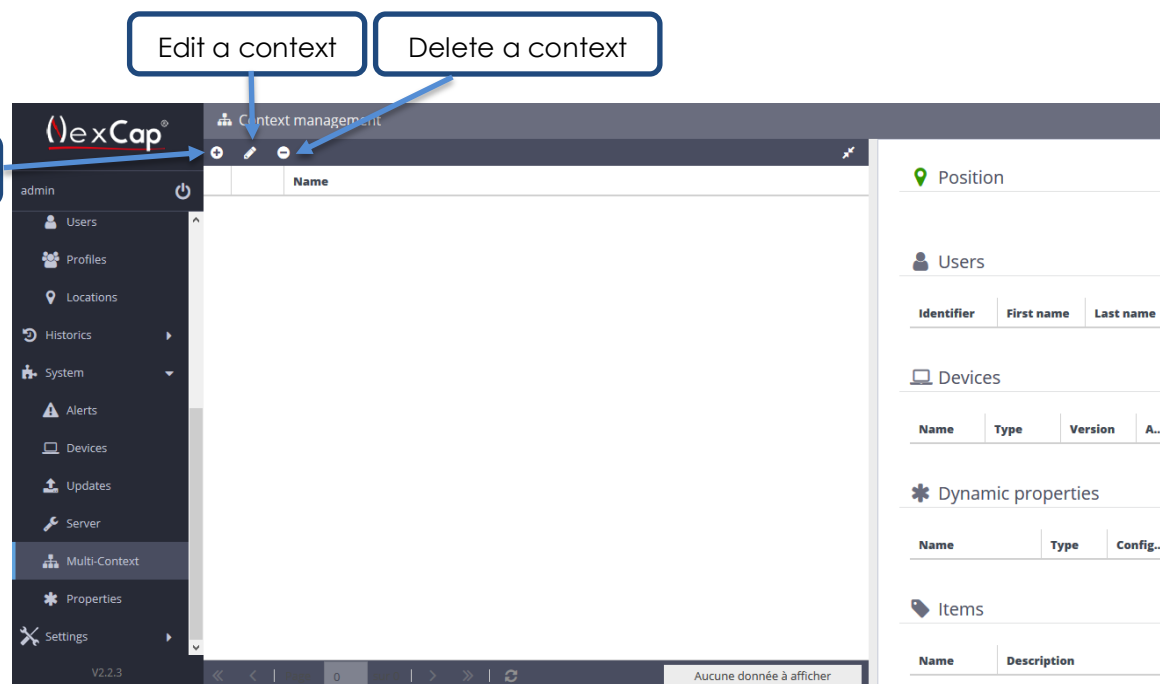 Edit a context
Delete a context
NexCap®
Context management
admin
Name
Users
Profiles
Locations
Historics
System
Alerts
Devices
Updates
Server
Multi-Context
Properties
Settings
V2.2.3
0
Aucune donnée à afficher
Position
Users
Identifier First name Last name
Devices
Name Type Version A..
Dynamic properties
Name Type Config..
Items
Name Description